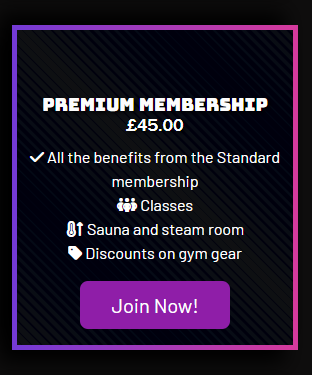 PREMIUM MEMBERSHIP
£45.00
All the benefits from the Standard
membership
Classes
Sauna and steam room
Discounts on gym gear
Join Now!